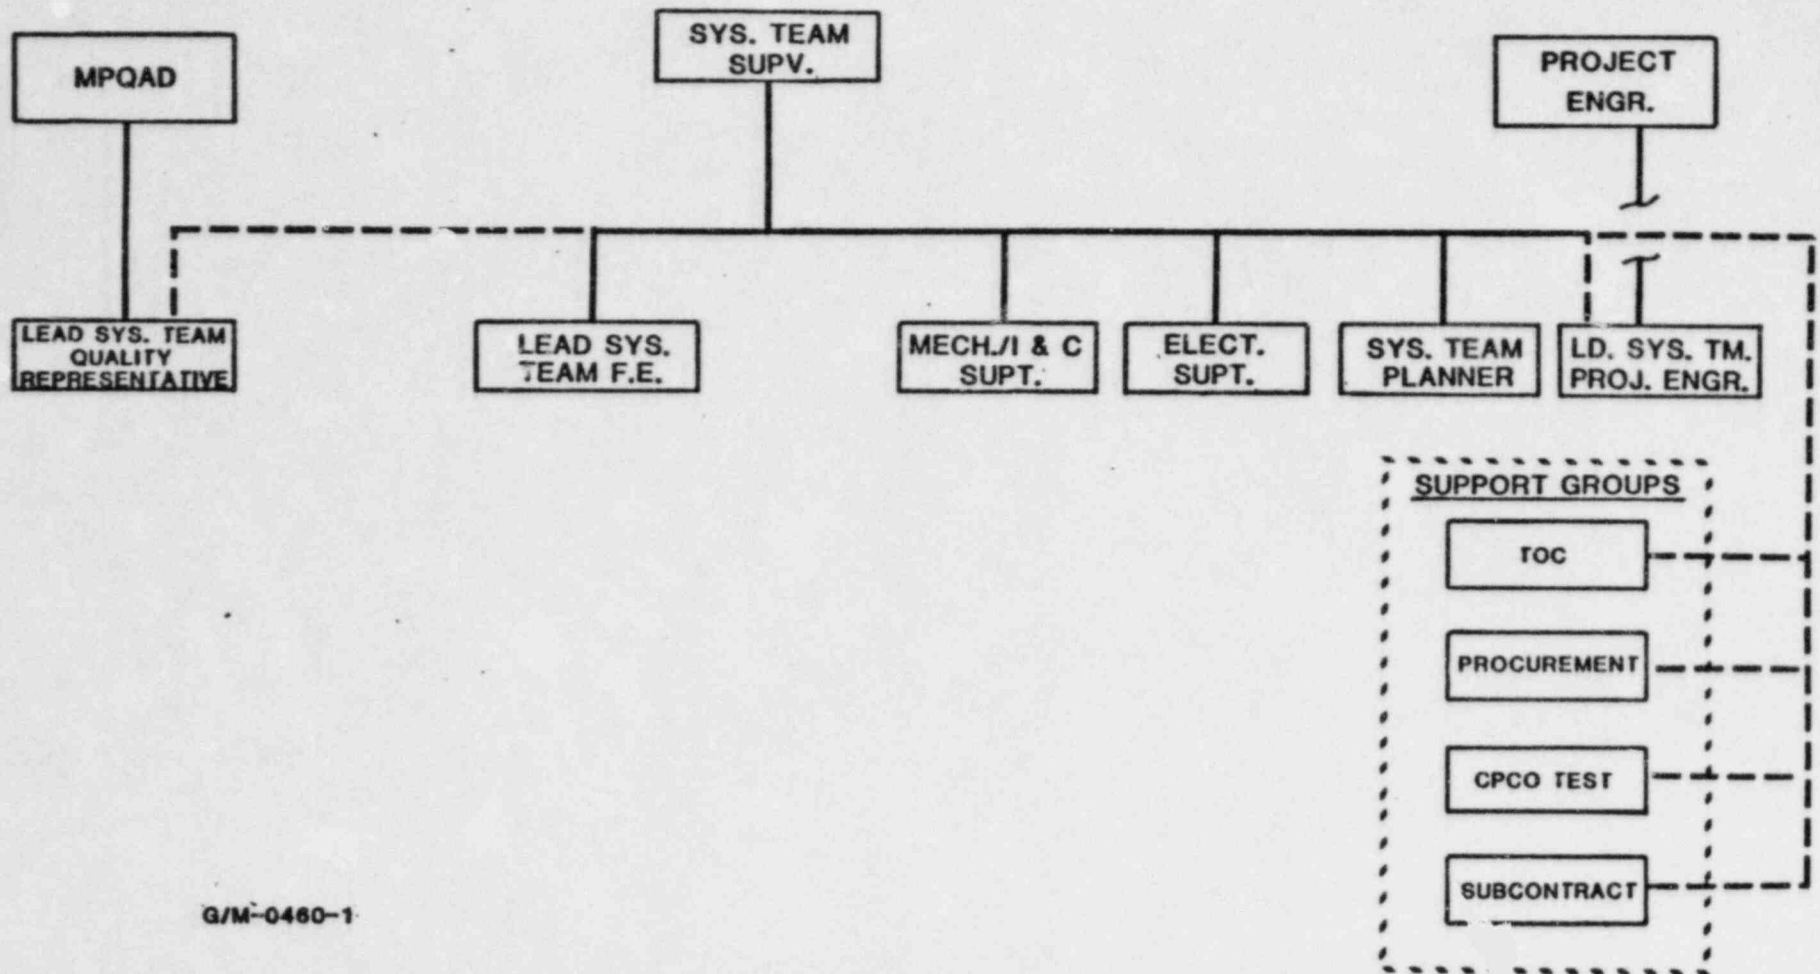 MPQAD
SYS. TEAM
SUPV.
PROJECT
ENGR.
LEAD SYS. TEAM
QUALITY
REPRESENTATIVE
LEAD SYS.
TEAM F.E.
MECH./I & C
SUPT.
ELECT.
SUPT.
SYS. TEAM
PLANNER
LD. SYS. TM.
PROJ. ENGR.
SUPPORT GROUPS
TOC
PROCUREMENT
CPCO TEST
SUBCONTRACT
G/M-0460-1